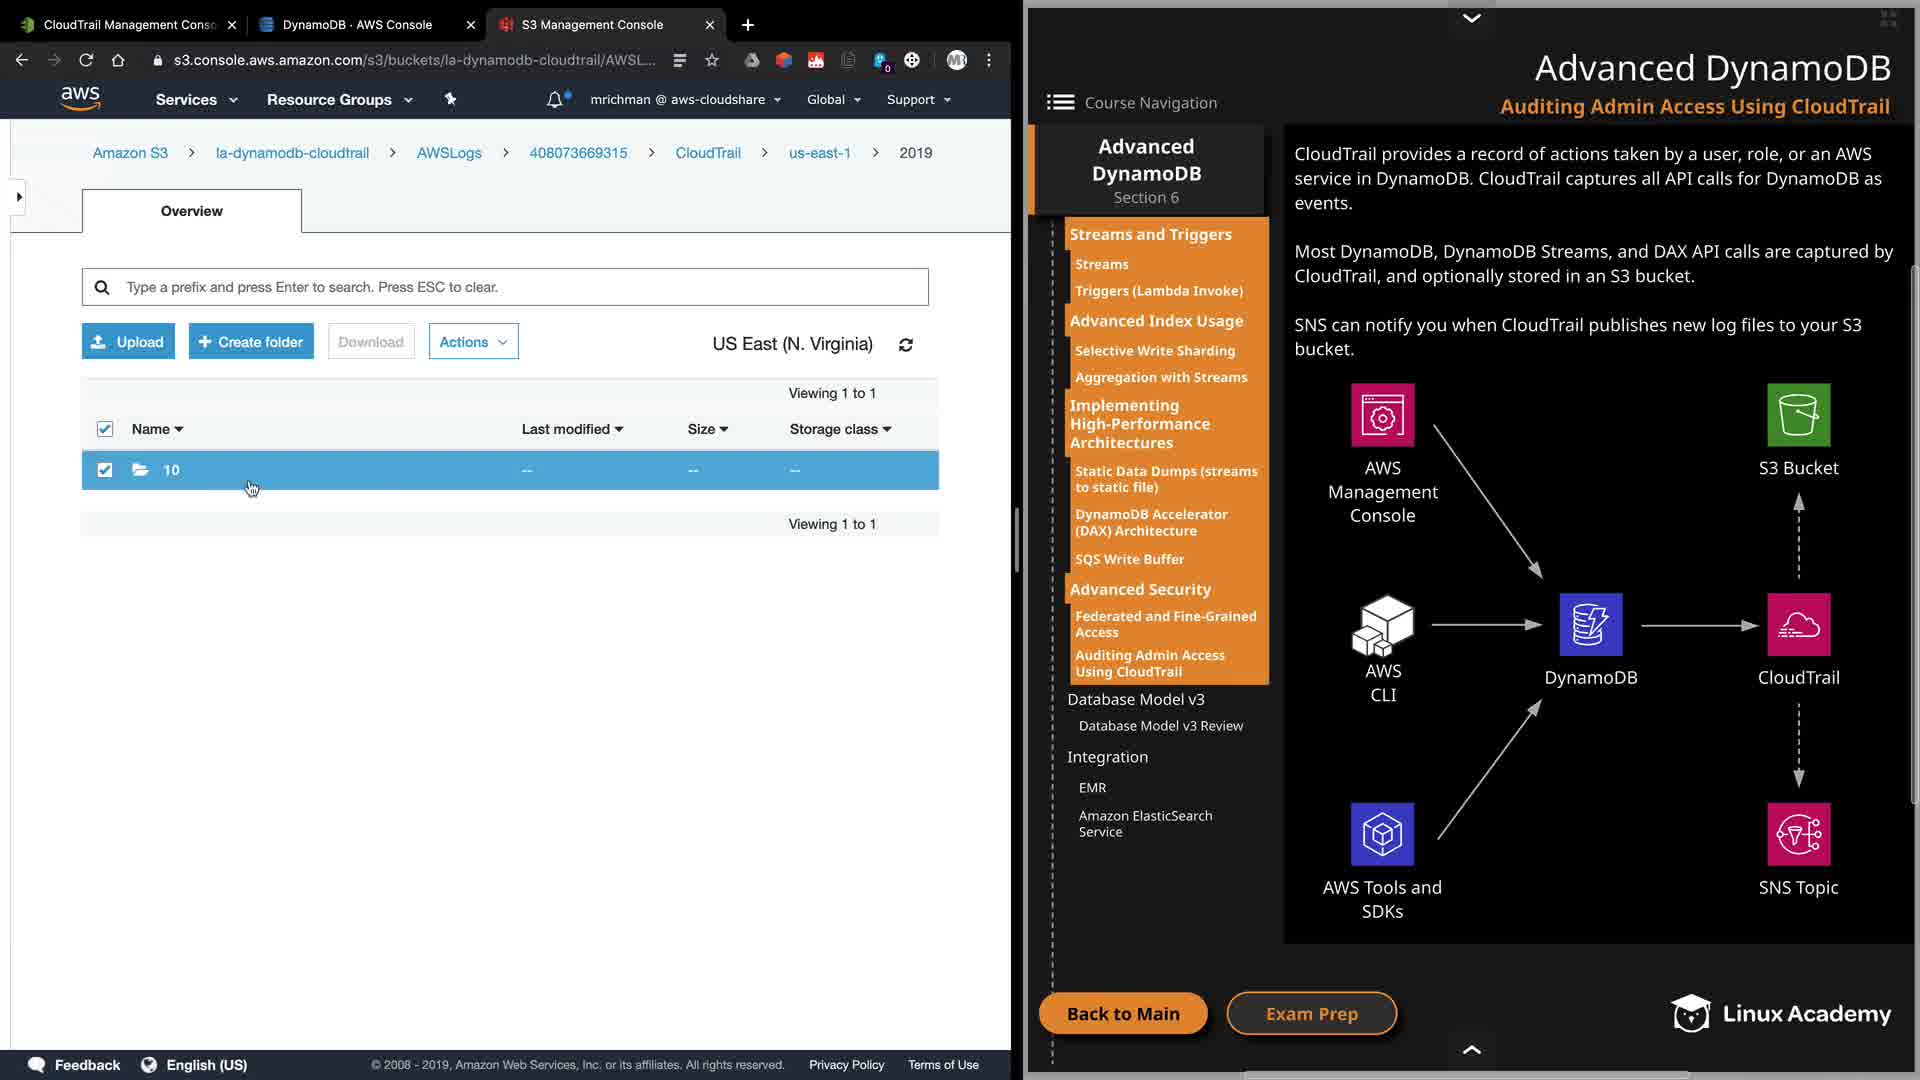 CloudTrail Management Conso
DynamoDB · AWS Console
S3 Management Console
s3.console.aws.amazon.com/s3/buckets/la-dynamodb-cloudtrail/AWSL...
0
MR
aws
Services
Resource Groups
mrichman @ aws-cloudshare
Global
Support
Amazon S3
la-dynamodb-cloudtrail
AWSLogs
408073669315
CloudTrail
us-east-1
2019
Overview
Type a prefix and press Enter to search. Press ESC to clear.
Upload
+ Create folder
Download
Actions
US East (N. Virginia)
Viewing 1 to 1
Name
Last modified
Size
Storage class
10
--
--
--
Viewing 1 to 1
Feedback
English (US)
© 2008 - 2019, Amazon Web Services, Inc. or its affiliates. All rights reserved.
Privacy Policy
Terms of Use
Advanced DynamoDB
Auditing Admin Access Using CloudTrail
Course Navigation
Advanced
DynamoDB
Section 6
Streams and Triggers
Streams
Triggers (Lambda Invoke)
Advanced Index Usage
Selective Write Sharding
Aggregation with Streams
Implementing
High-Performance
Architectures
Static Data Dumps (streams
to static file)
DynamoDB Accelerator
(DAX) Architecture
SQS Write Buffer
Advanced Security
Federated and Fine-Grained
Access
Auditing Admin Access
Using CloudTrail
Database Model v3
Database Model v3 Review
Integration
EMR
Amazon ElasticSearch
Service
CloudTrail provides a record of actions taken by a user, role, or an AWS
service in DynamoDB. CloudTrail captures all API calls for DynamoDB as
events.
Most DynamoDB, DynamoDB Streams, and DAX API calls are captured by
CloudTrail, and optionally stored in an S3 bucket.
SNS can notify you when CloudTrail publishes new log files to your S3
bucket.
AWS
Management
Console
S3 Bucket
AWS
CLI
DynamoDB
CloudTrail
AWS Tools and
SDKs
SNS Topic
Back to Main
Exam Prep
Linux Academy